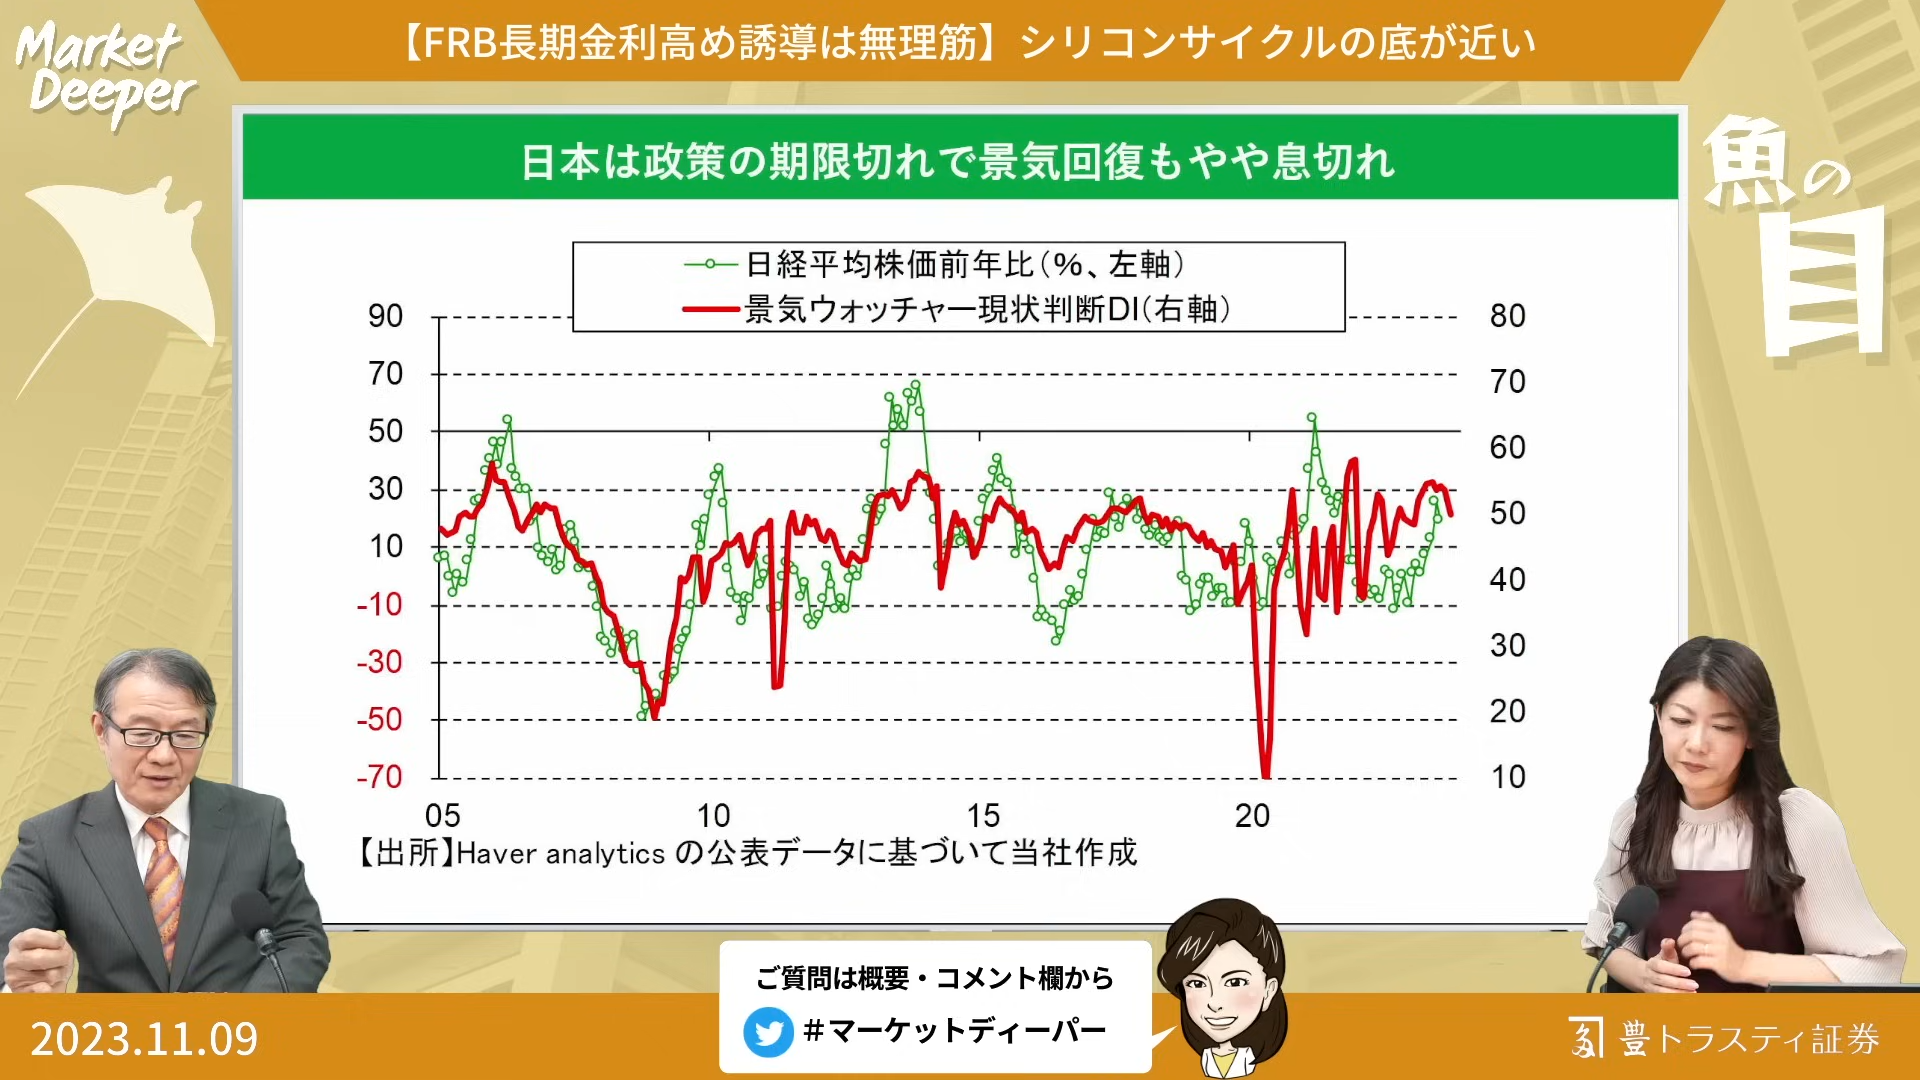 Market
Deeper
【FRB長期金利高め誘導は無理筋】シリコンサイクルの底が近い
魚の
目
日本は政策の期限切れで景気回復もやや息切れ
日経平均株価前年比(%、左軸)
景気ウォッチャー現状判断DI(右軸)
90
70
50
30
10
-10
-30
-50
-70
80
70
60
50
40
30
20
10
05
10
15
20
【出所】Haver analytics の公表データに基づいて当社作成
ご質問は概要・コメント欄から
#マーケットディーパー
2023.11.09
豊トラスティ証券